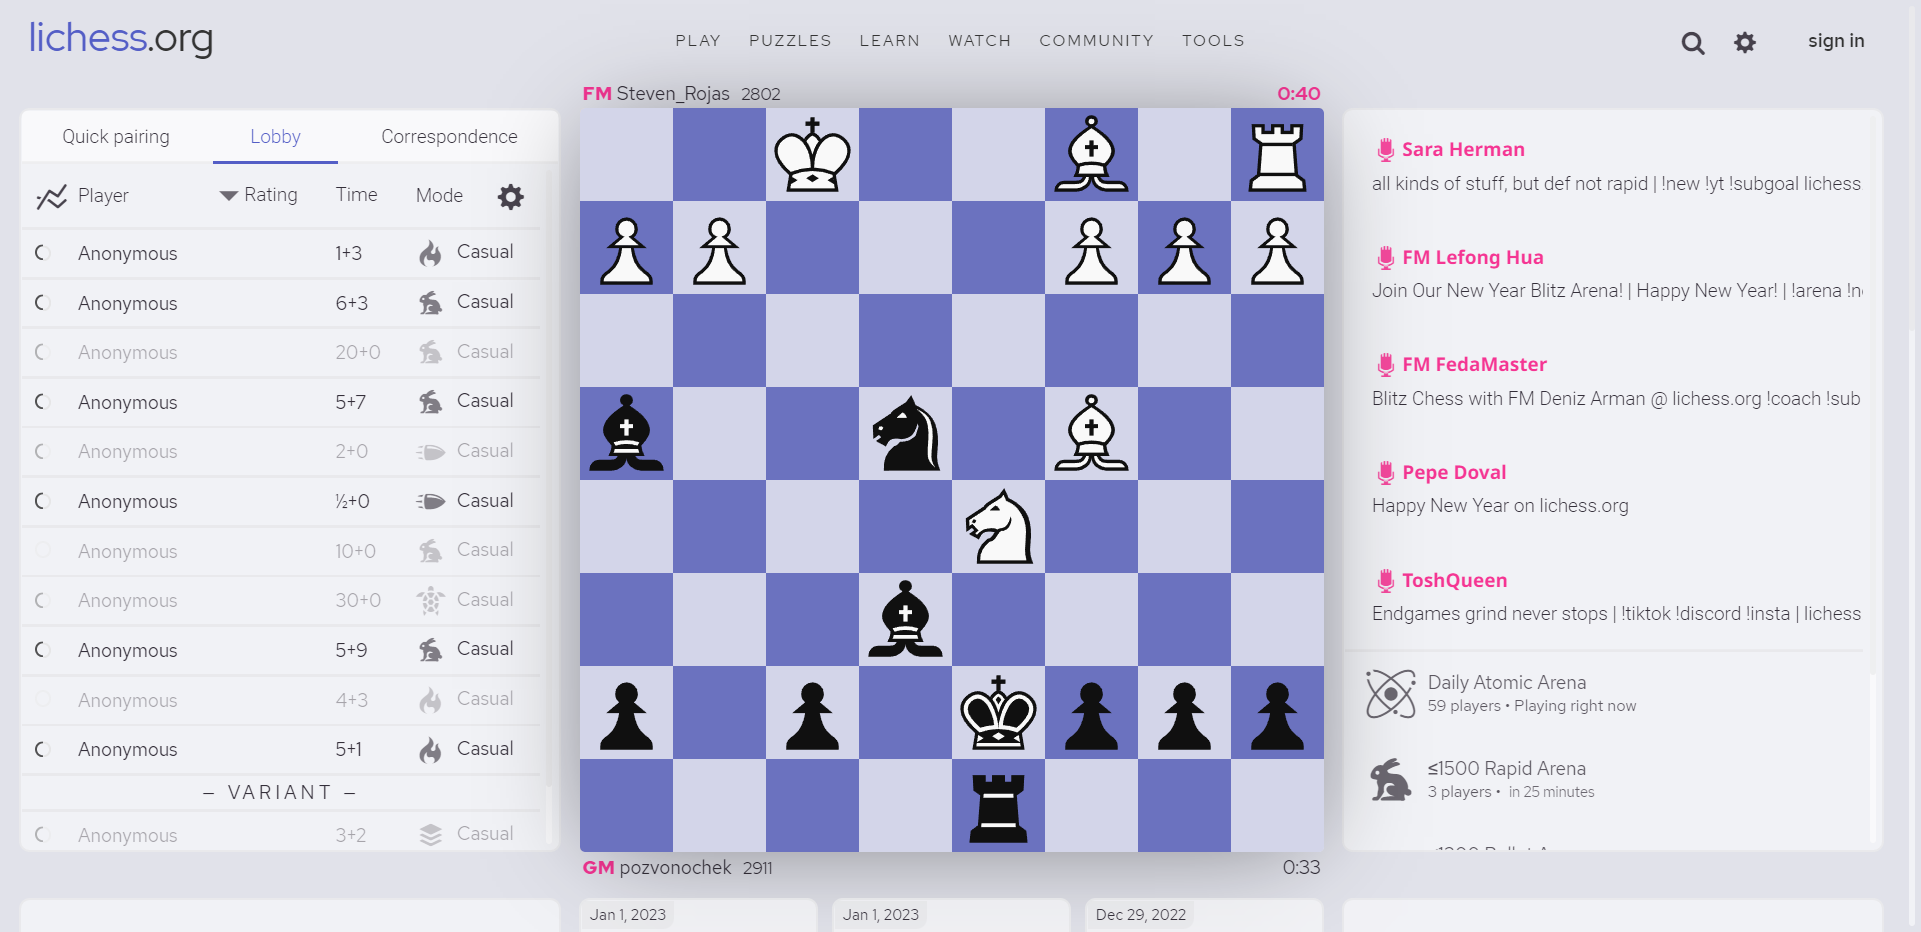 lichess.org
PLAY PUZZLES LEARN WATCH COMMUNITY TOOLS
sign in
Quick pairing Lobby Correspondence
Player Rating Time Mode
Anonymous 1+3 Casual
Anonymous 6+3 Casual
Anonymous 20+0 Casual
Anonymous 5+7 Casual
Anonymous 2+0 Casual
Anonymous ½+0 Casual
Anonymous 10+0 Casual
Anonymous 30+0 Casual
Anonymous 5+9 Casual
Anonymous 4+3 Casual
Anonymous 5+1 Casual
– VARIANT –
Anonymous 3+2 Casual
FM Steven_Rojas 2802 0:40
GM pozvonochek 2911 0:33
Sara Herman
all kinds of stuff, but def not rapid | !new !yt !subgoal lichess
FM Lefong Hua
Join Our New Year Blitz Arena! | Happy New Year! | !arena
FM FedaMaster
Blitz Chess with FM Deniz Arman @ lichess.org !coach !sub
Pepe Doval
Happy New Year on lichess.org
ToshQueen
Endgames grind never stops | !tiktok !discord !insta | lichess
Daily Atomic Arena
59 players • Playing right now
≤1500 Rapid Arena
3 players • in 25 minutes
Jan 1, 2023
Jan 1, 2023
Dec 29, 2022